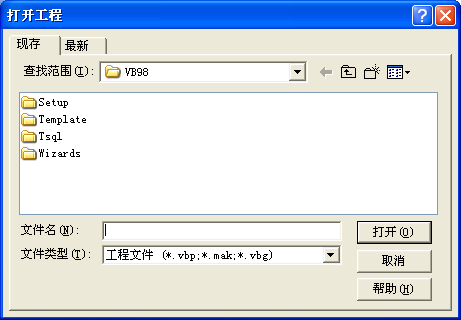 打开工程
现存 最新
查找范围(I): VB98
Setup
Template
Tsql
Wizards
文件名(N): 打开(O)
文件类型(T): 工程文件 (*.vbp;*.mak;*.vbg) 取消
帮助(H)